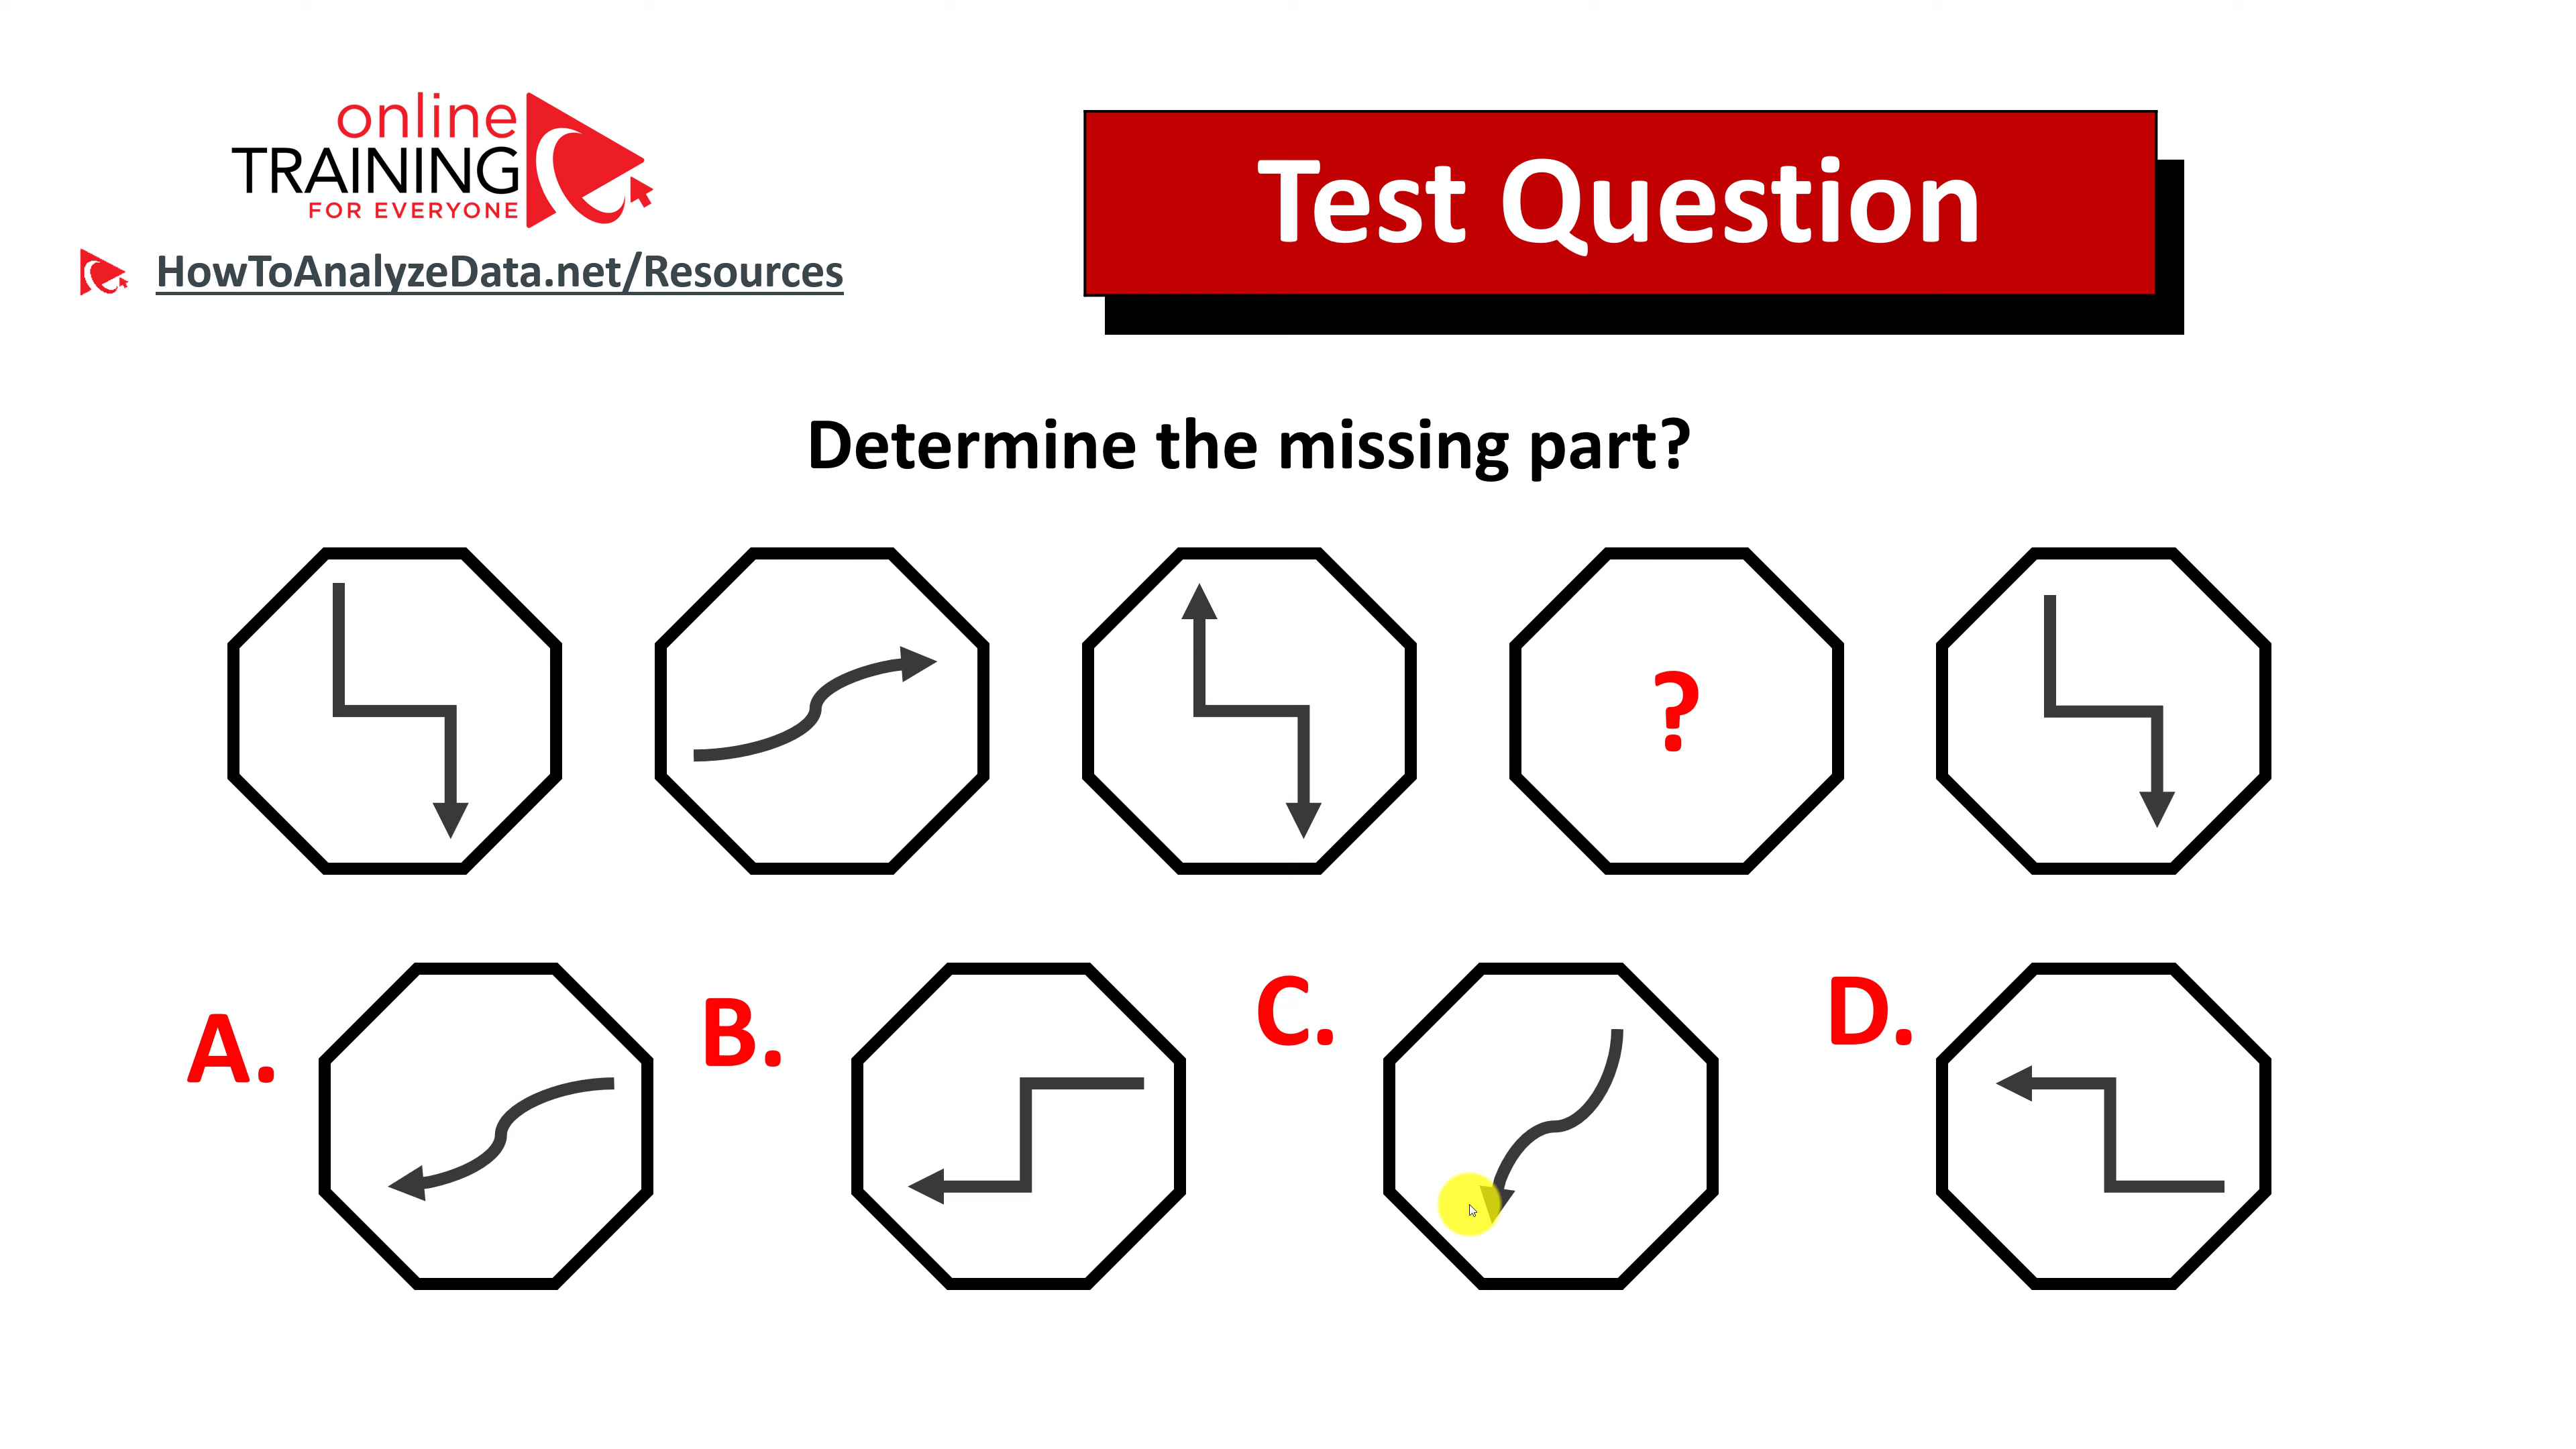 online
TRAINING
FOR EVERYONE
HowToAnalyzeData.net/Resources
Test Question
Determine the missing part?
?
A.
B.
C.
D.